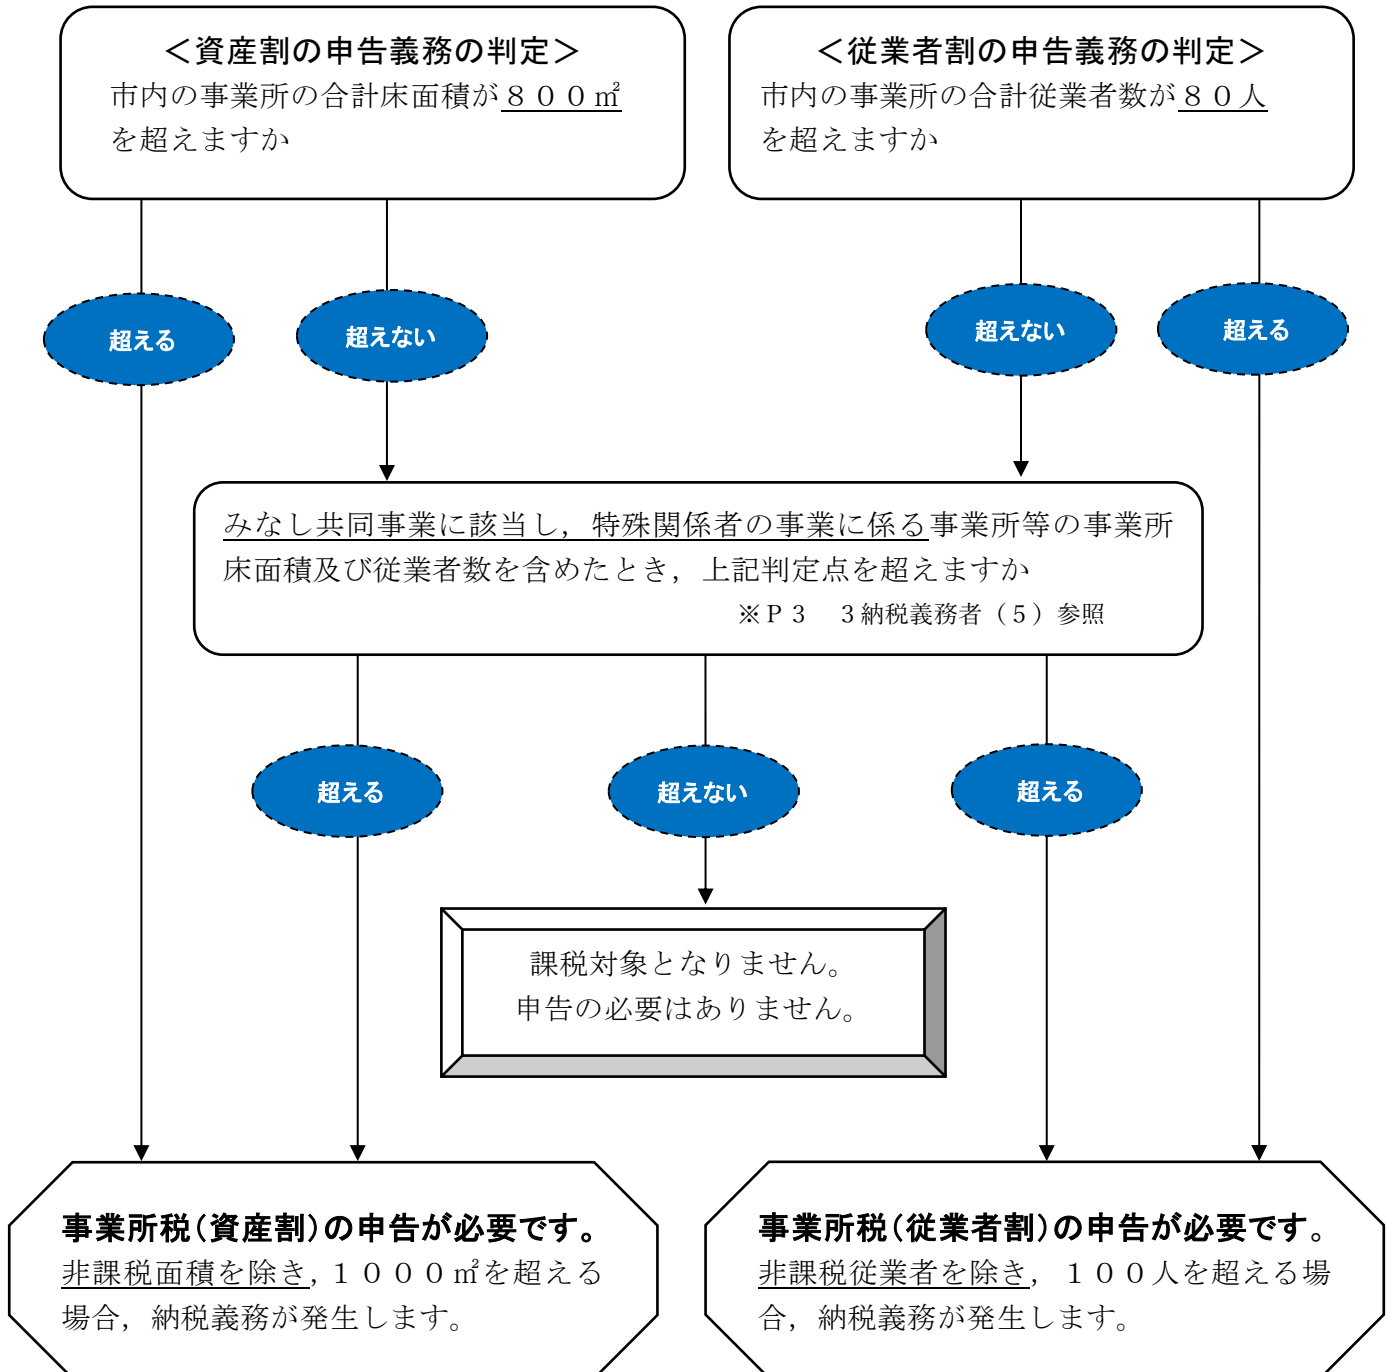 ＜資産割の申告義務の判定＞
市内の事業所の合計床面積が８００㎡
を超えますか
＜従業者割の申告義務の判定＞
市内の事業所の合計従業者数が８０人
を超えますか
超える
超えない
超えない
超える
みなし共同事業に該当し，特殊関係者の事業に係る事業所等の事業所
床面積及び従業者数を含めたとき，上記判定点を超えますか
※Ｐ３　３納税義務者（５）参照
超える
超えない
超える
課税対象となりません。
申告の必要はありません。
事業所税（資産割）の申告が必要です。
非課税面積を除き，１０００㎡を超える
場合，納税義務が発生します。
事業所税（従業者割）の申告が必要です。
非課税従業者を除き，１００人を超える場
合，納税義務が発生します。